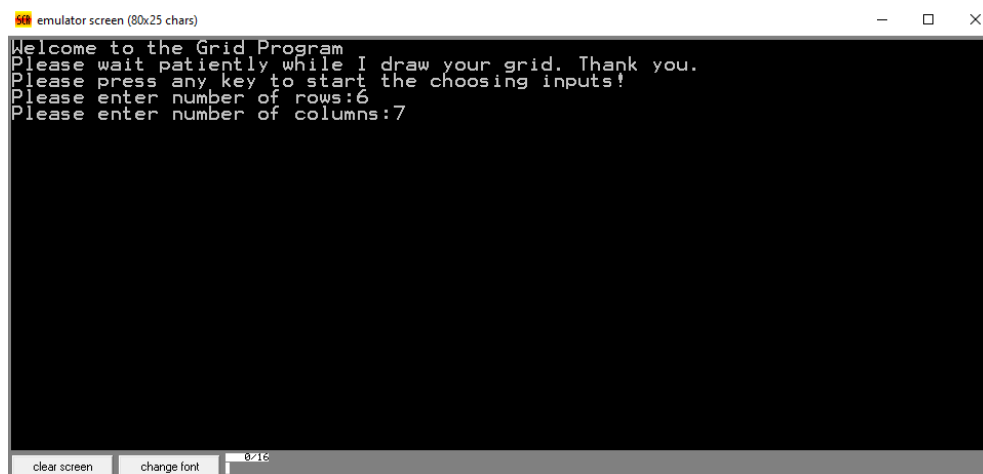 SCR emulator screen (80x25 chars)
Welcome to the Grid Program
Please wait patiently while I draw your grid. Thank you.
Please press any key to start the choosing inputs!
Please enter number of rows:6
Please enter number of columns:7
clear screen change font 0/16